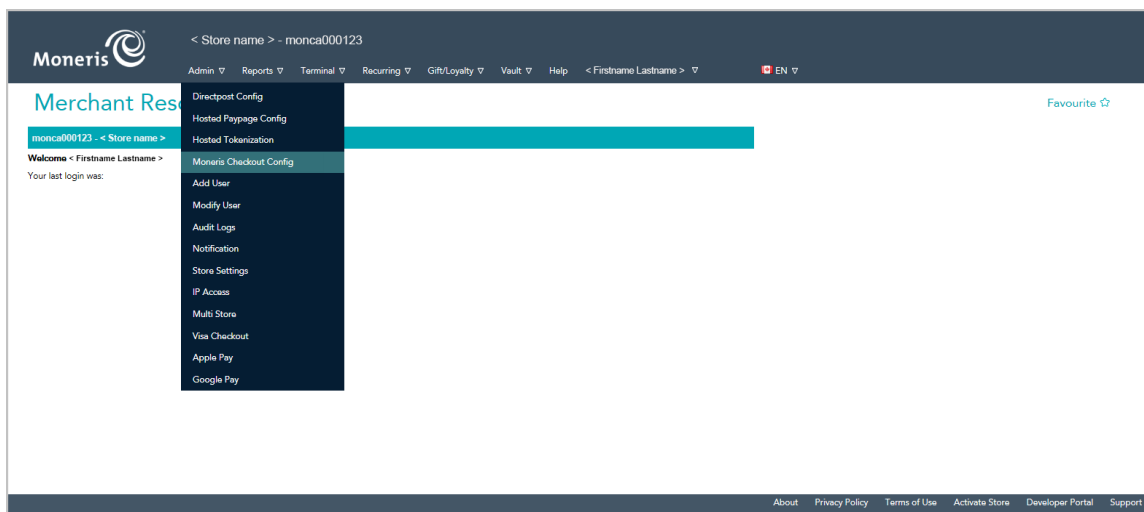 < Store name > - monca000123
Moneris
Admin ▽ Reports ▽ Terminal ▽ Recurring ▽ Gift/Loyalty ▽ Vault ▽ Help < Firstname Lastname > ▽ EN ▽
Merchant Reso
Favourite ☆
monca000123 - < Store name >
Welcome < Firstname Lastname >
Your last login was:
Directpost Config
Hosted Paypage Config
Hosted Tokenization
Moneris Checkout Config
Add User
Modify User
Audit Logs
Notification
Store Settings
IP Access
Multi Store
Visa Checkout
Apple Pay
Google Pay
About Privacy Policy Terms of Use Activate Store Developer Portal Support